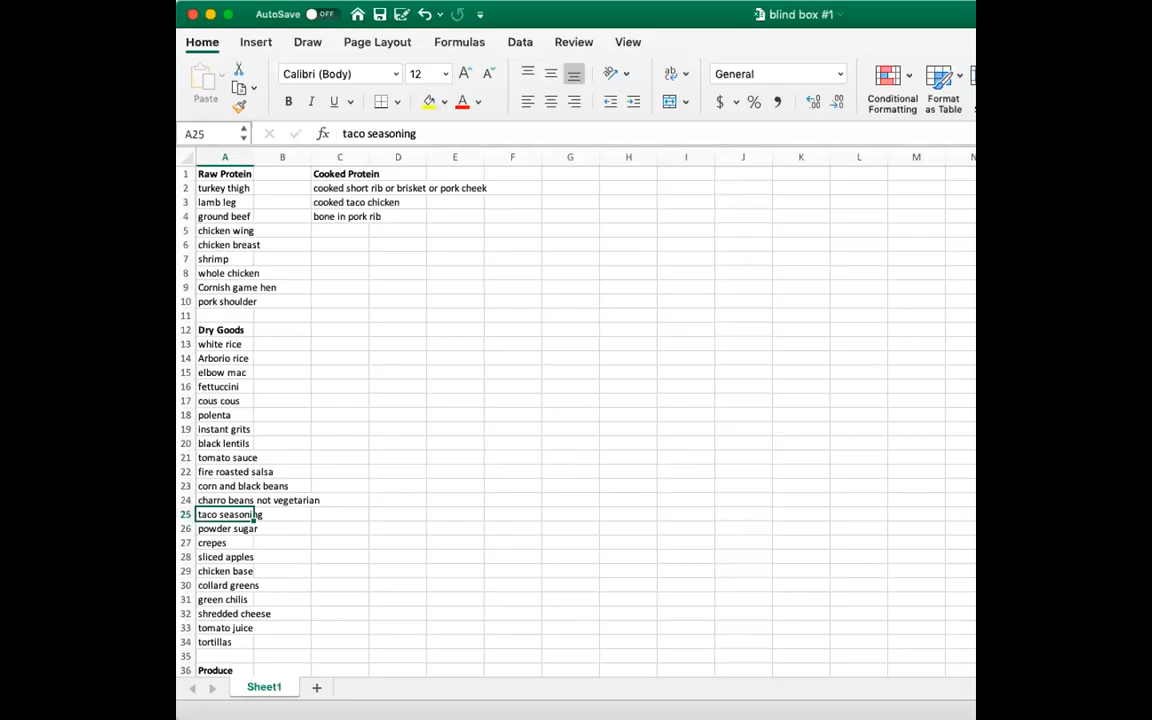 AutoSave OFF blind box #1
Home Insert Draw Page Layout Formulas Data Review View
Paste Calibri (Body) 12 A A General
B I U A ab $ % Conditional Formatting Format as Table
A25 fx taco seasoning
A B C D E F G H I J K L M N
1 Raw Protein Cooked Protein
2 turkey thigh cooked short rib or brisket or pork cheek
3 lamb leg cooked taco chicken
4 ground beef bone in pork rib
5 chicken wing
6 chicken breast
7 shrimp
8 whole chicken
9 Cornish game hen
10 pork shoulder
11
12 Dry Goods
13 white rice
14 Arborio rice
15 elbow mac
16 fettuccini
17 cous cous
18 polenta
19 instant grits
20 black lentils
21 tomato sauce
22 fire roasted salsa
23 corn and black beans
24 charro beans not vegetarian
25 taco seasoning
26 powder sugar
27 crepes
28 sliced apples
29 chicken base
30 collard greens
31 green chilis
32 shredded cheese
33 tomato juice
34 tortillas
35
36 Produce
Sheet1 +